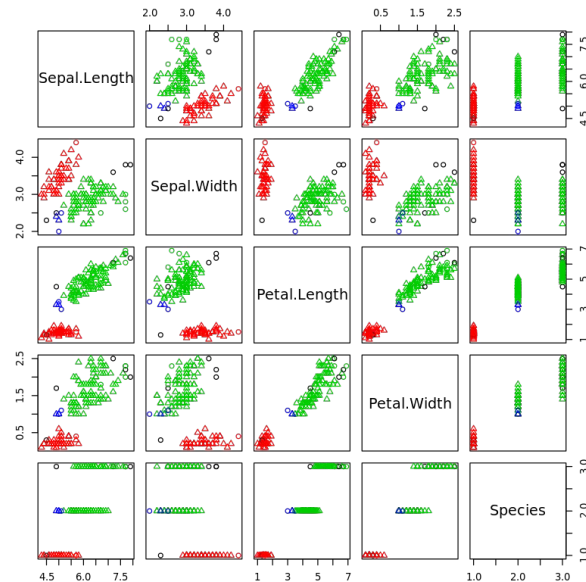 2.0 3.0 4.0
0.5 1.5 2.5
Sepal.Length
4.5 6.0 7.5
2.0 3.0 4.0
Sepal.Width
Petal.Length
1 3 5 7
0.5 1.5 2.5
Petal.Width
Species
1.0 2.0 3.0
4.5 6.0 7.5
1 3 5 7
1.0 2.0 3.0